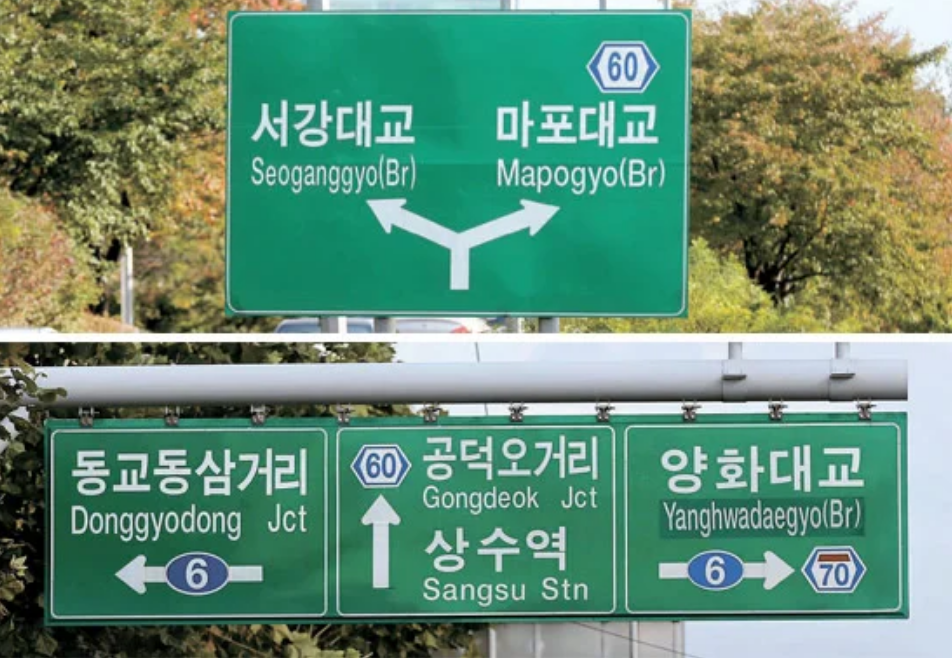 60
서강대교 마포대교
Seoganggyo(Br) Mapogyo(Br)
동교동삼거리
Donggyodong Jct
6
60 공덕오거리
Gongdeok Jct
상수역
Sangsu Stn
양화대교
Yanghwadaegyo(Br)
6 70